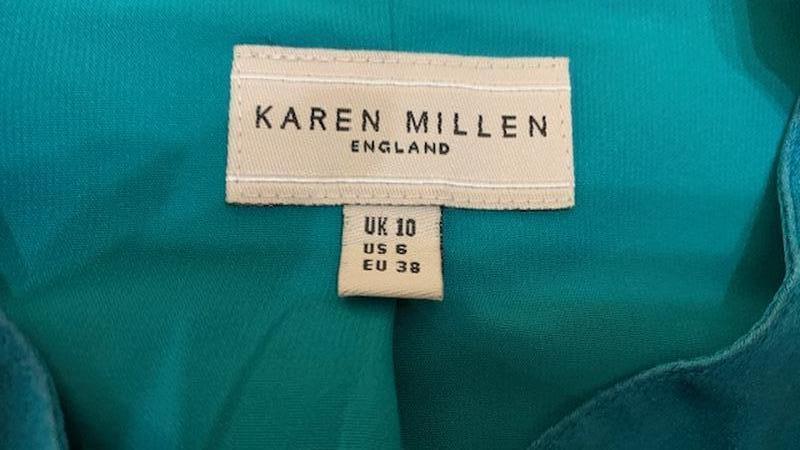 KAREN MILLEN
ENGLAND
UK 10
US 6
EU 38